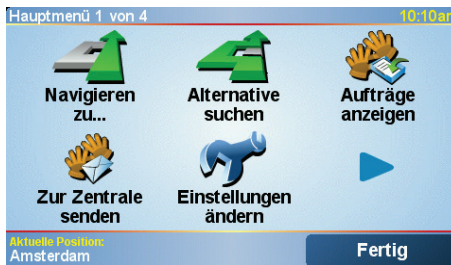 Hauptmenü 1 von 4
10:10am
Navigieren
zu...
Alternative
suchen
Aufträge
anzeigen
Zur Zentrale
senden
Einstellungen
ändern
Aktuelle Position:
Amsterdam
Fertig